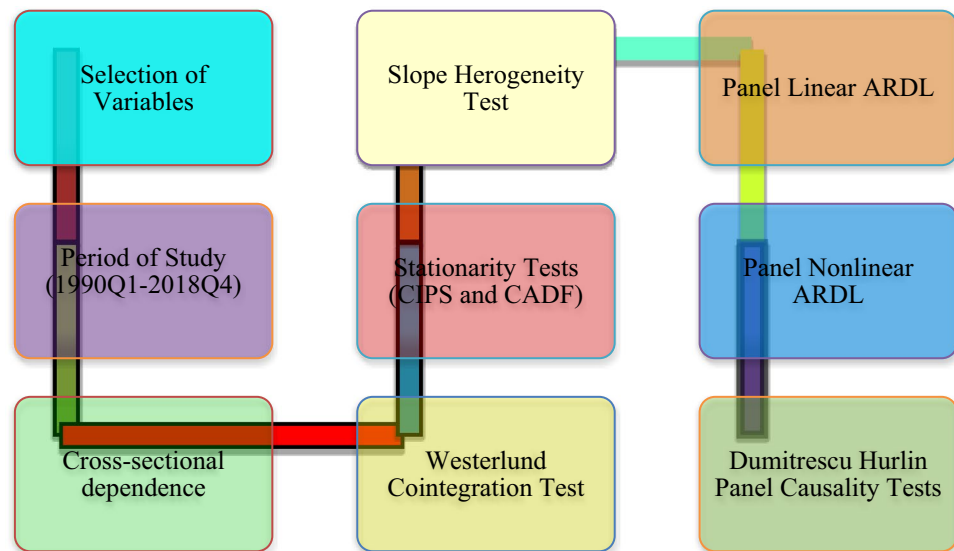 Selection of
Variables
Period of Study
(1990Q1-2018Q4)
Cross-sectional
dependence
Westerlund
Cointegration Test
Stationarity Tests
(CIPS and CADF)
Slope Herogeneity
Test
Panel Linear ARDL
Panel Nonlinear
ARDL
Dumitrescu Hurlin
Panel Causality Tests